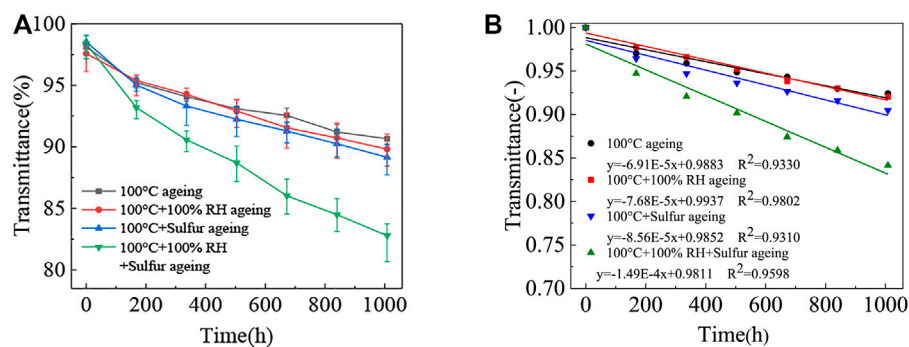 A
Transmittance(%)
100
95
90
85
80
100°C ageing
100°C+100% RH ageing
100°C+Sulfur ageing
100°C+100% RH
+Sulfur ageing
0 200 400 600 800 1000
Time(h)
B
Transmittance(-)
1.00
0.95
0.90
0.85
0.80
0.75
0.70
100°C ageing
y=-6.91E-5x+0.9883 R²=0.9330
100°C+100% RH ageing
y=-7.68E-5x+0.9937 R²=0.9802
100°C+Sulfur ageing
y=-8.56E-5x+0.9852 R²=0.9310
100°C+100% RH+Sulfur ageing
y=-1.49E-4x+0.9811 R²=0.9598
0 200 400 600 800 1000
Time(h)